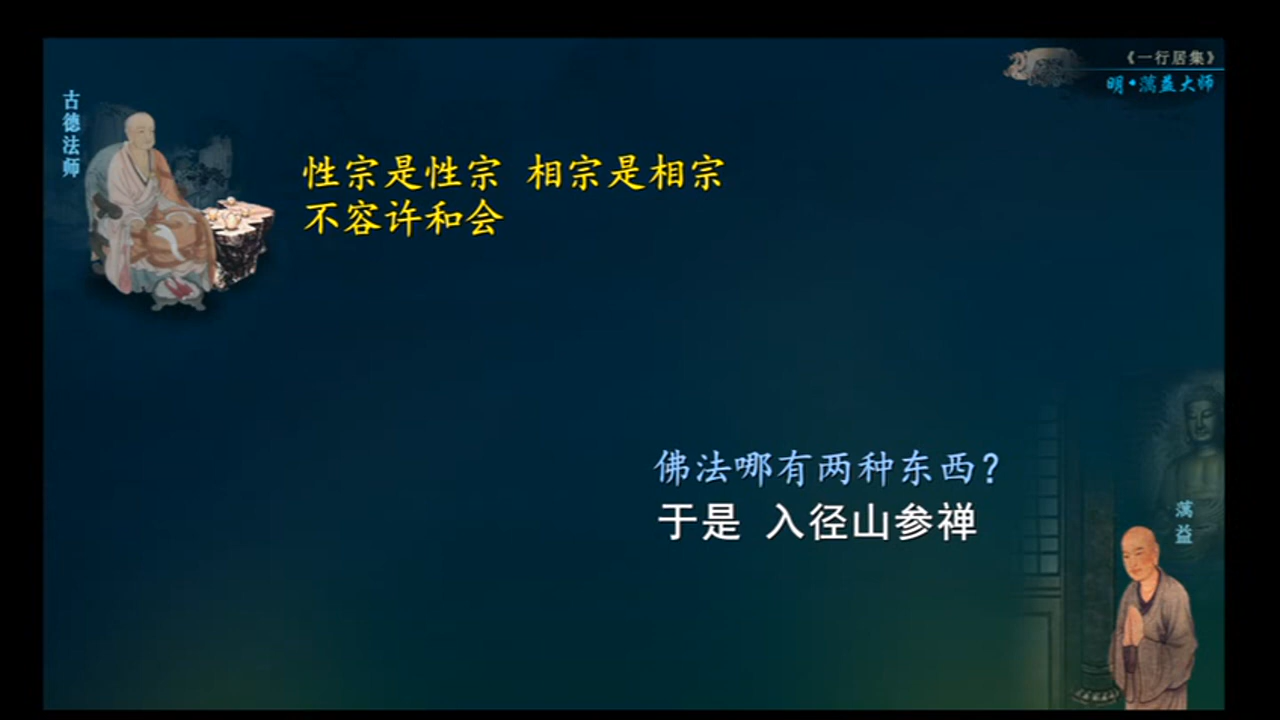 《一行居集》
明·蕅益大师
古德法师
性宗是性宗 相宗是相宗
不容许和会
佛法哪有两种东西？
于是 入径山参禅
蕅益